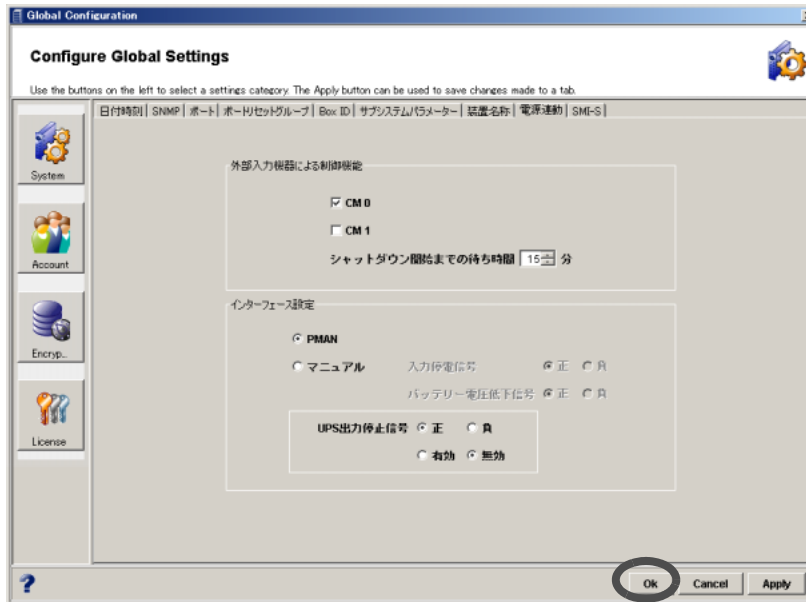 Global Configuration
Configure Global Settings
Use the buttons on the left to select a settings category. The Apply button can be used to save changes made to a tab.
日付時刻 SNMP ポート ポートリセットグループ Box ID サブシステムパラメーター 装置名称 電源連動 SMI-S
System
Account
Encryp...
License
外部入力機器による制御機能
CM 0
CM 1
シャットダウン開始までの待ち時間 15 分
インターフェース設定
PMAN
マニュアル 入力停電信号 正 負
バッテリー電圧低下信号 正 負
UPS出力停止信号 正 負
有効 無効
? Ok Cancel Apply